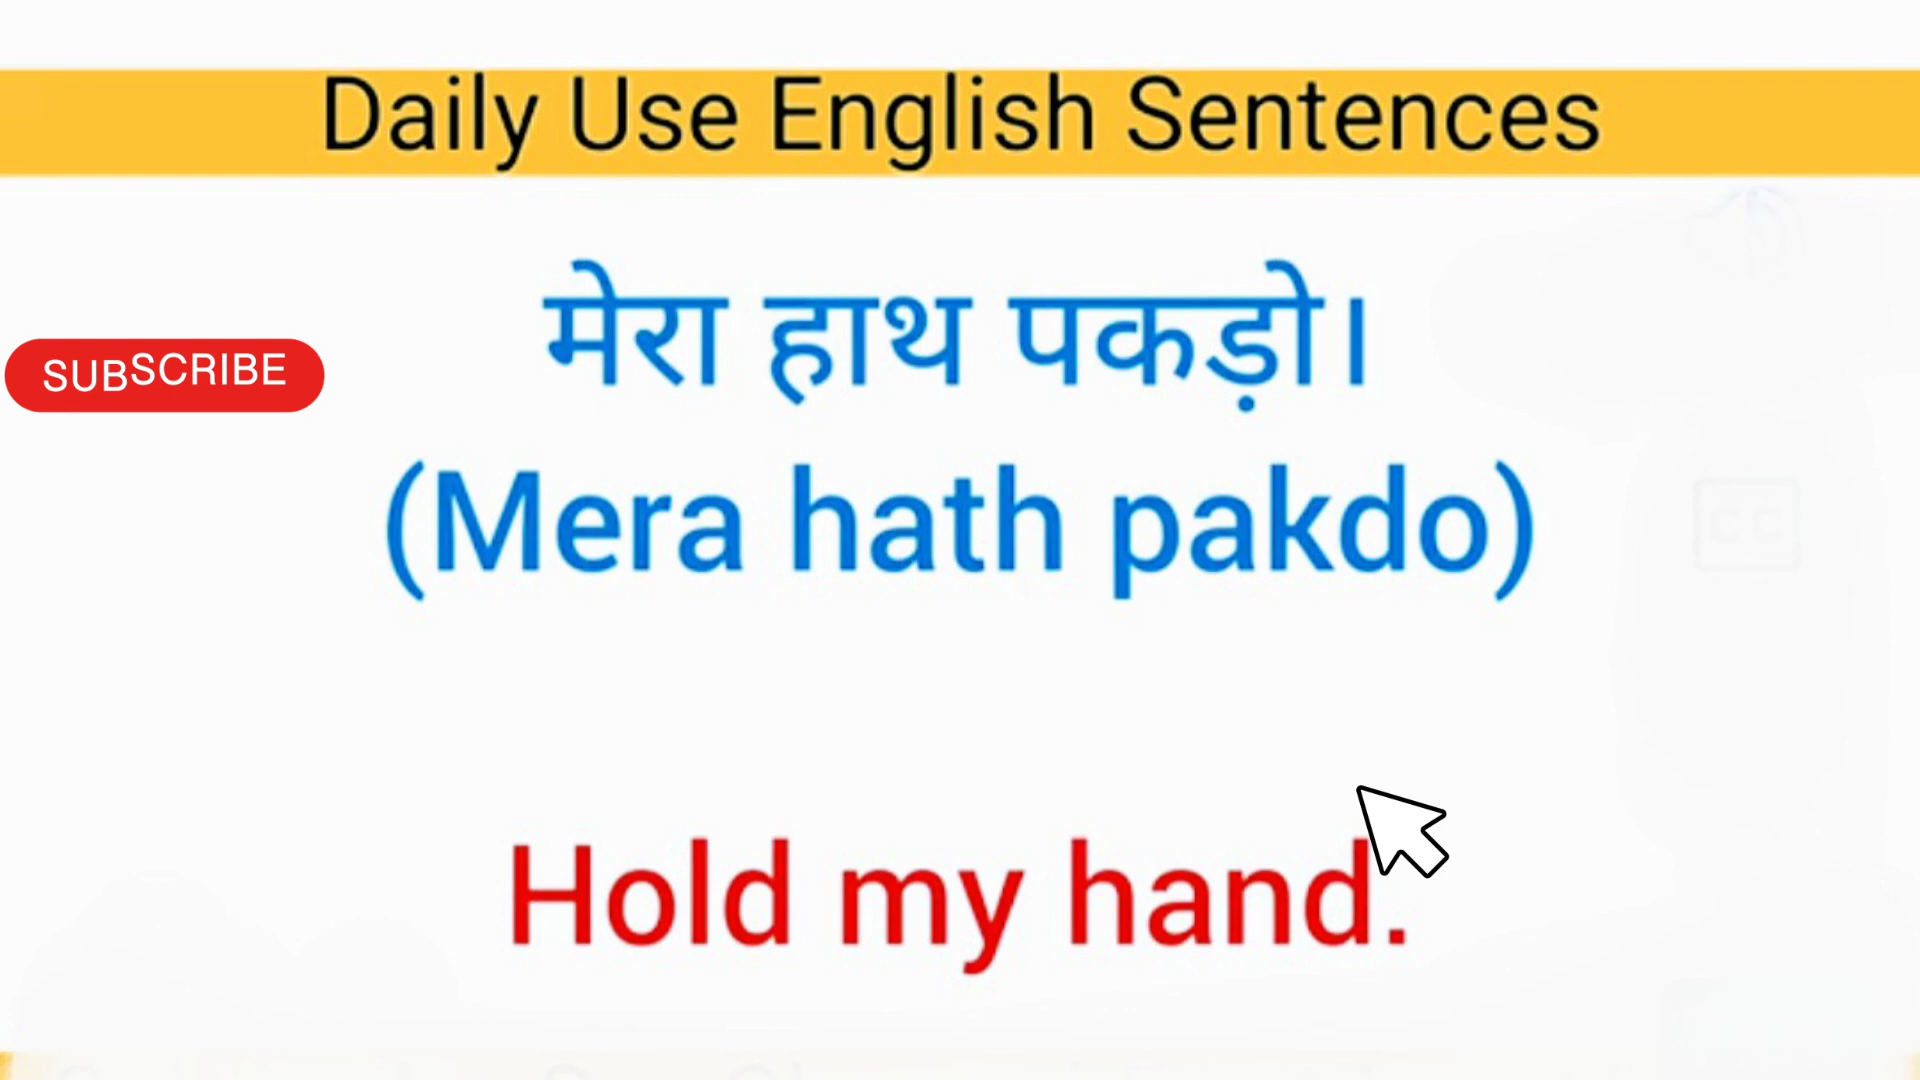 Daily Use English Sentences
मेरा हाथ पकड़ो।
SUBSCRIBE
(Mera hath pakdo)
Hold my hand.